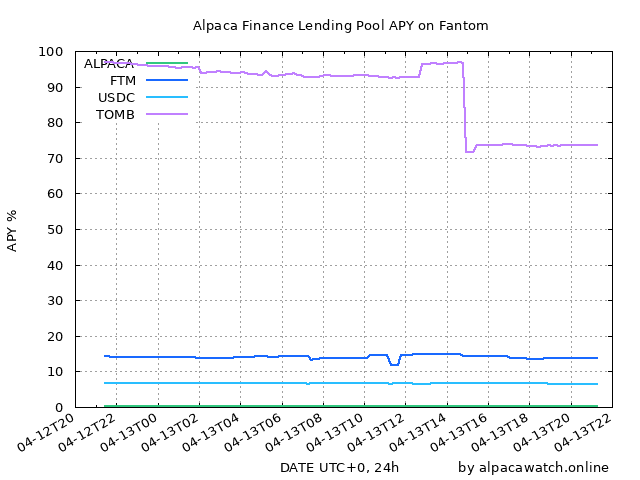 Alpaca Finance Lending Pool APY on Fantom
APY %
100
90
80
70
60
50
40
30
20
10
0
ALPACA
FTM
USDC
TOMB
04-12T20
04-12T22
04-13T00
04-13T02
04-13T04
04-13T06
04-13T08
04-13T10
04-13T12
04-13T14
04-13T16
04-13T18
04-13T20
04-13T22
DATE UTC+0, 24h
by alpacawatch.online